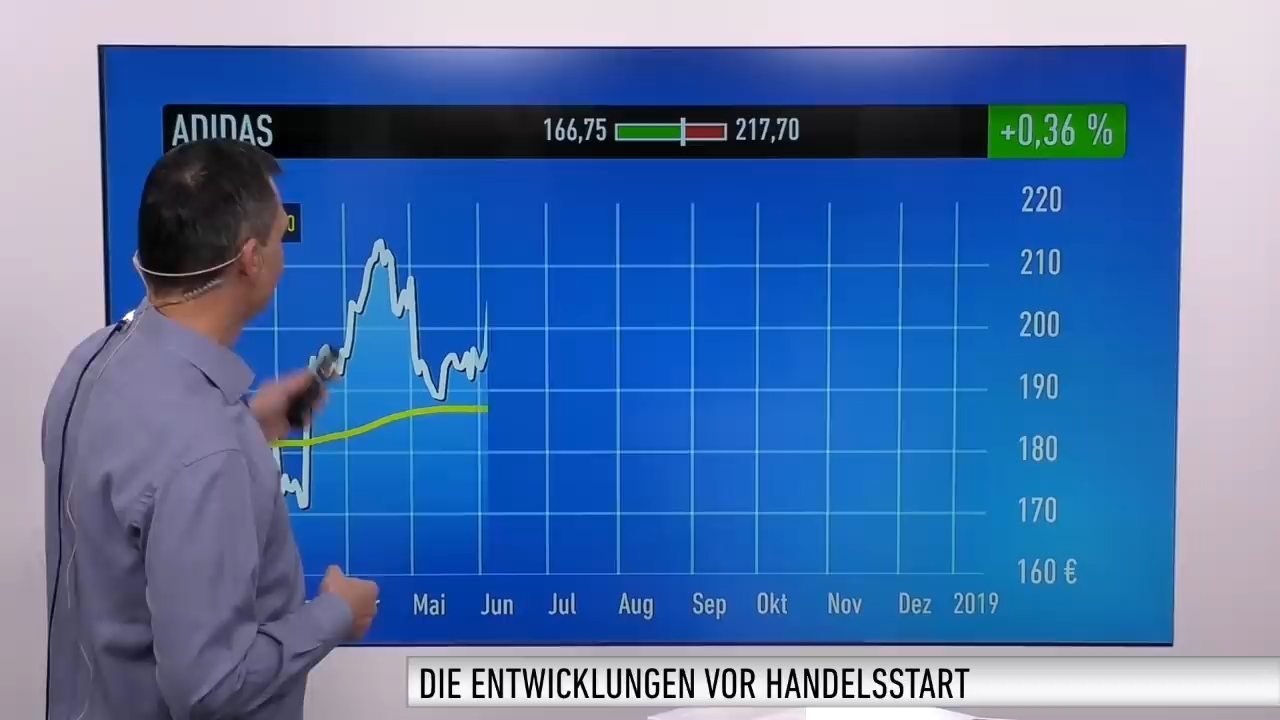 ADIDAS 166,75 217,70 +0,36 %
220
210
200
190
180
170
160 €
Mai Jun Jul Aug Sep Okt Nov Dez 2019
DIE ENTWICKLUNGEN VOR HANDELSSTART